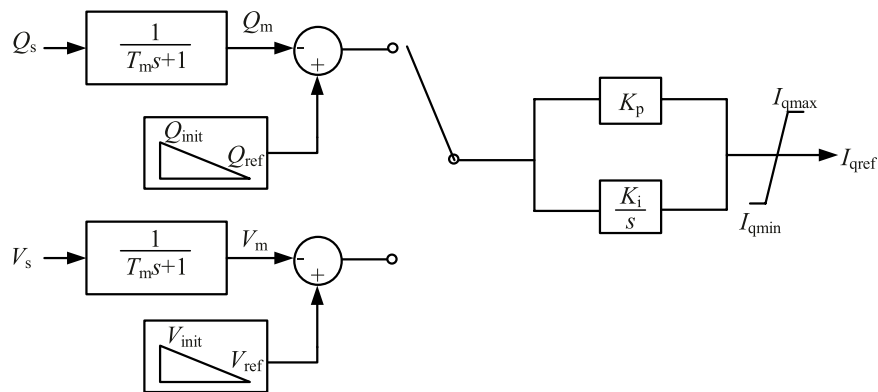 Q_s
1
T_m s+1
Q_m
-
+
Q_init
Q_ref
V_s
1
T_m s+1
V_m
-
+
V_init
V_ref
K_p
K_i
s
I_qmax
I_qmin
I_qref